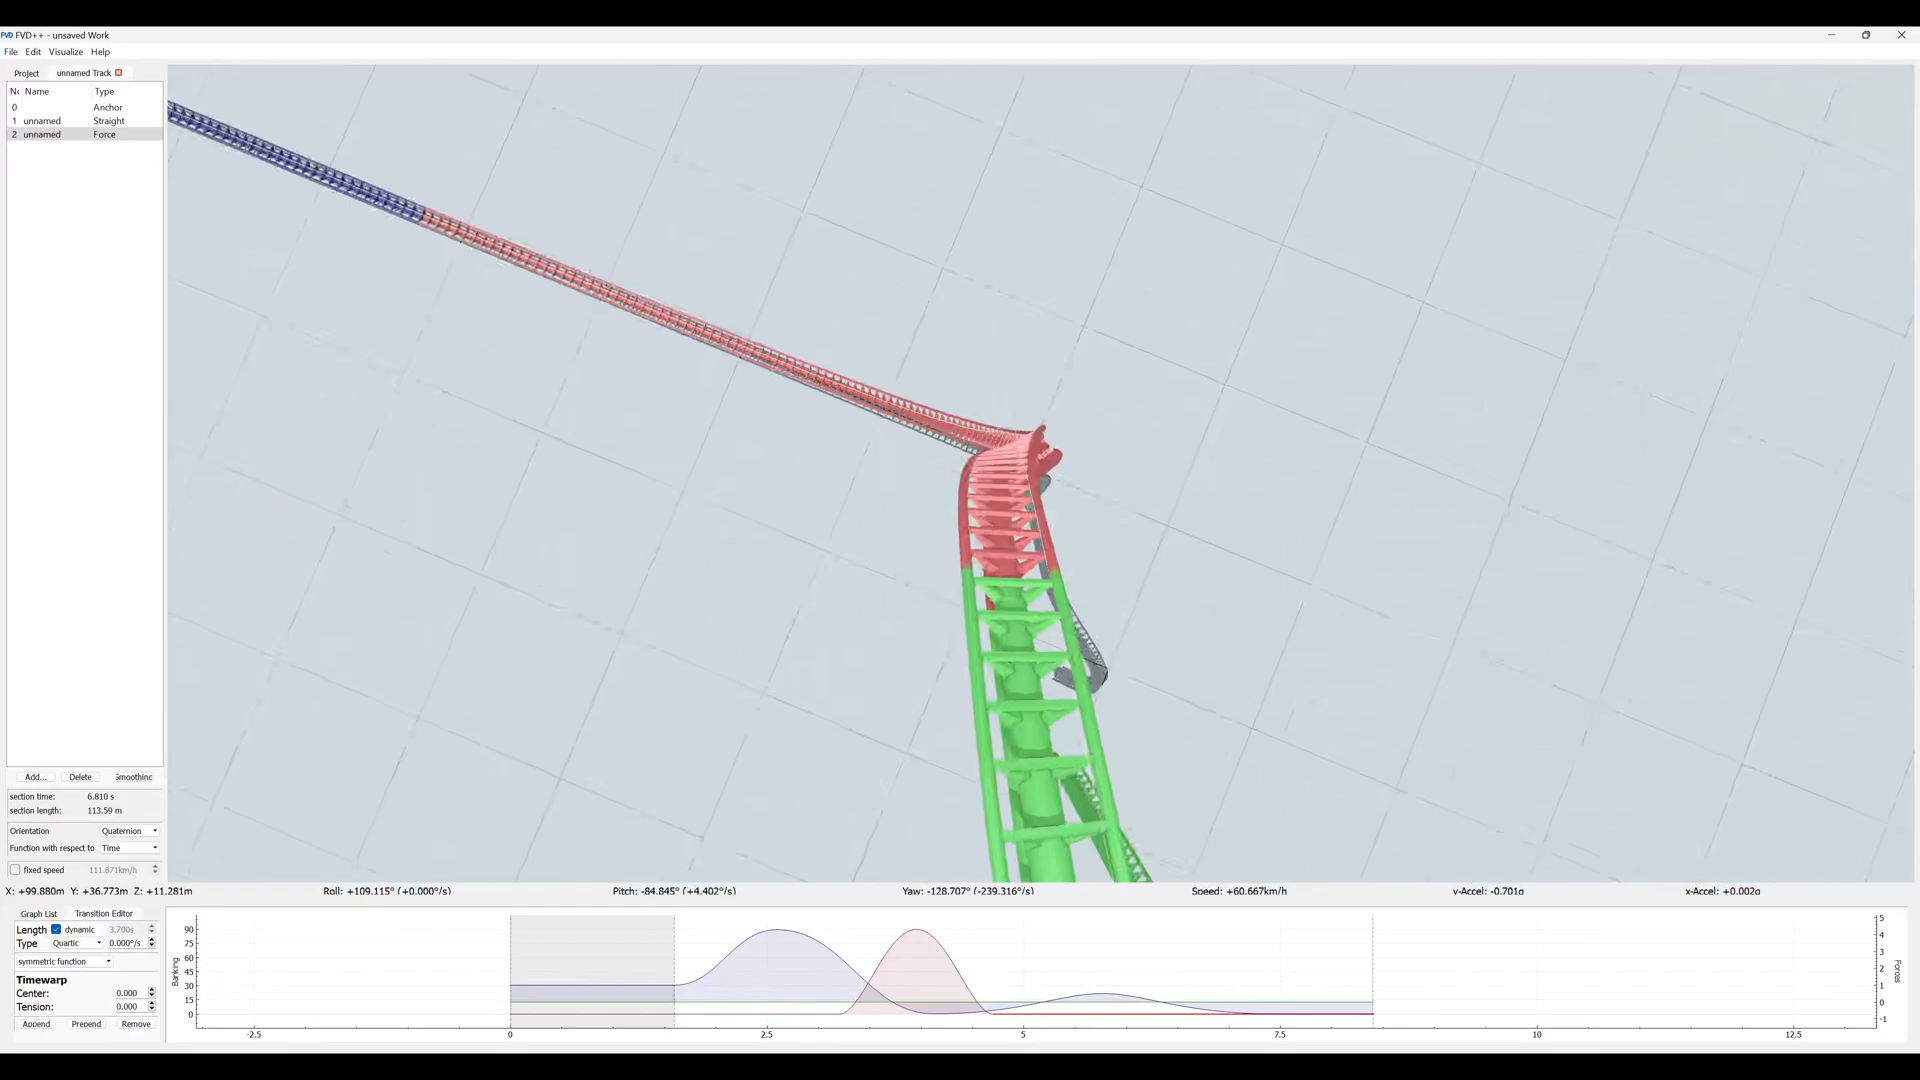 FVD FVD++ - unsaved Work
File Edit Visualize Help
Project unnamed Track
Name Type
0 Anchor
1 unnamed Straight
2 unnamed Force
Add... Delete Smoothing
section time: 6.810 s
section length: 113.59 m
Orientation Quaternion
Function with respect to Time
fixed speed 111.871km/h
X: +99.880m Y: +36.773m Z: +11.281m Roll: +109.115° (+0.000°/s) Pitch: -84.845° (+4.402°/s) Yaw: -128.707° (-239.316°/s) Speed: +60.667km/h v-Accel: -0.701g x-Accel: +0.002g
Graph List Transition Editor
Length dynamic 3.700s
Type Quartic 0.000°/s
symmetric function
Timewarp
Center: 0.000
Tension: 0.000
Append Prepend Remove
Banking
90
75
60
45
30
15
0
-2.5 0 2.5 5 7.5 10 12.5
5
4
3
2
1
0
-1
Forces